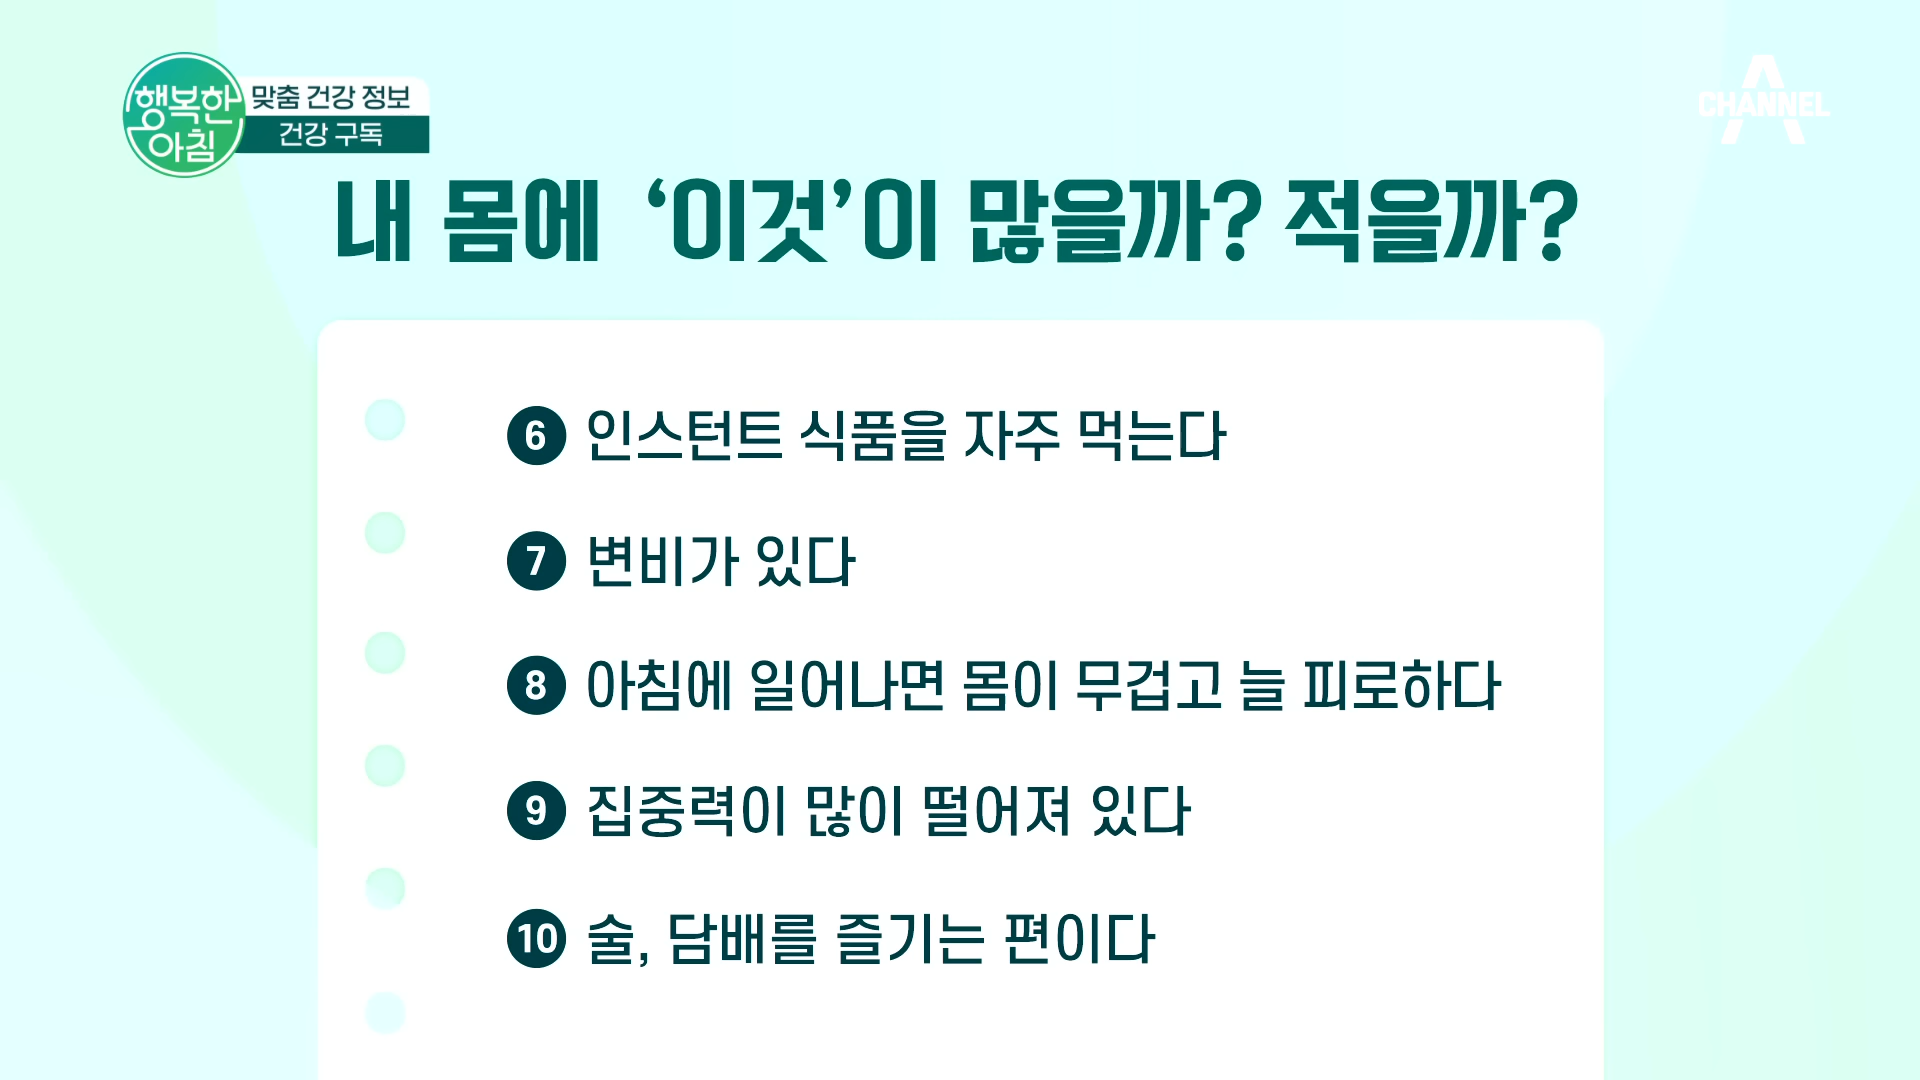 행복한
아침
맞춤 건강 정보
건강 구독
CHANNEL A
내 몸에 ‘이것’이 많을까? 적을까?
6 인스턴트 식품을 자주 먹는다
7 변비가 있다
8 아침에 일어나면 몸이 무겁고 늘 피로하다
9 집중력이 많이 떨어져 있다
10 술, 담배를 즐기는 편이다